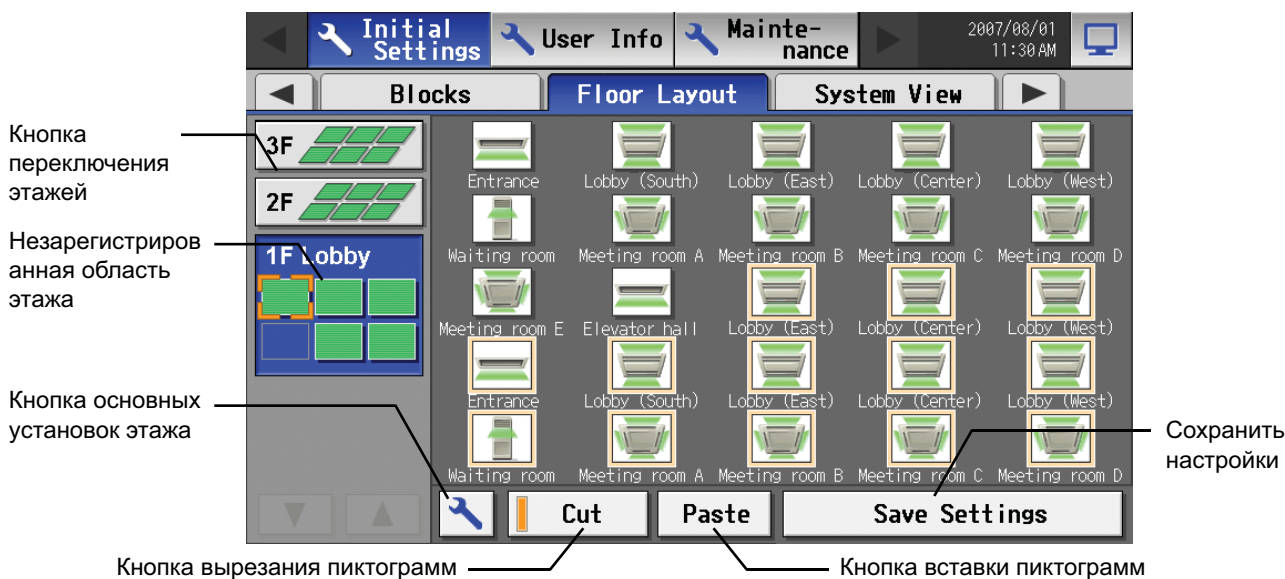 Initial Settings
User Info
Mainte-
nance
2007/08/01
11:30 AM
Blocks
Floor Layout
System View
Кнопка
переключения
этажей
3F
2F
Незарегистриров
анная область
этажа
1F Lobby
Кнопка основных
установок этажа
Entrance Lobby (South) Lobby (East) Lobby (Center) Lobby (West)
Waiting room Meeting room A Meeting room B Meeting room C Meeting room D
Meeting room E Elevator hall Lobby (East) Lobby (Center) Lobby (West)
Entrance Lobby (South) Lobby (East) Lobby (Center) Lobby (West)
Waiting room Meeting room A Meeting room B Meeting room C Meeting room D
Сохранить
настройки
Cut
Paste
Save Settings
Кнопка вырезания пиктограмм
Кнопка вставки пиктограмм